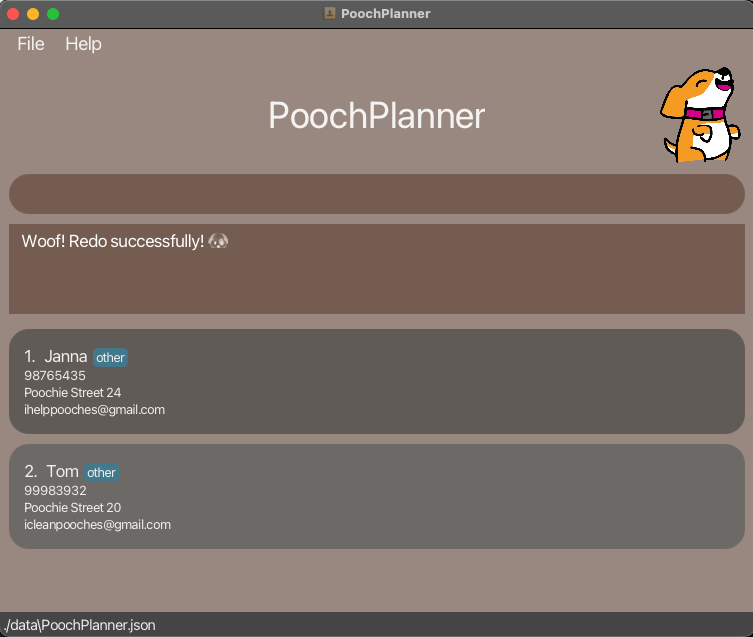 PoochPlanner
File Help
PoochPlanner
Woof! Redo successfully! 🐶
1. Janna other
98765435
Poochie Street 24
ihelppooches@gmail.com
2. Tom other
99983932
Poochie Street 20
icleanpooches@gmail.com
./data\PoochPlanner.json